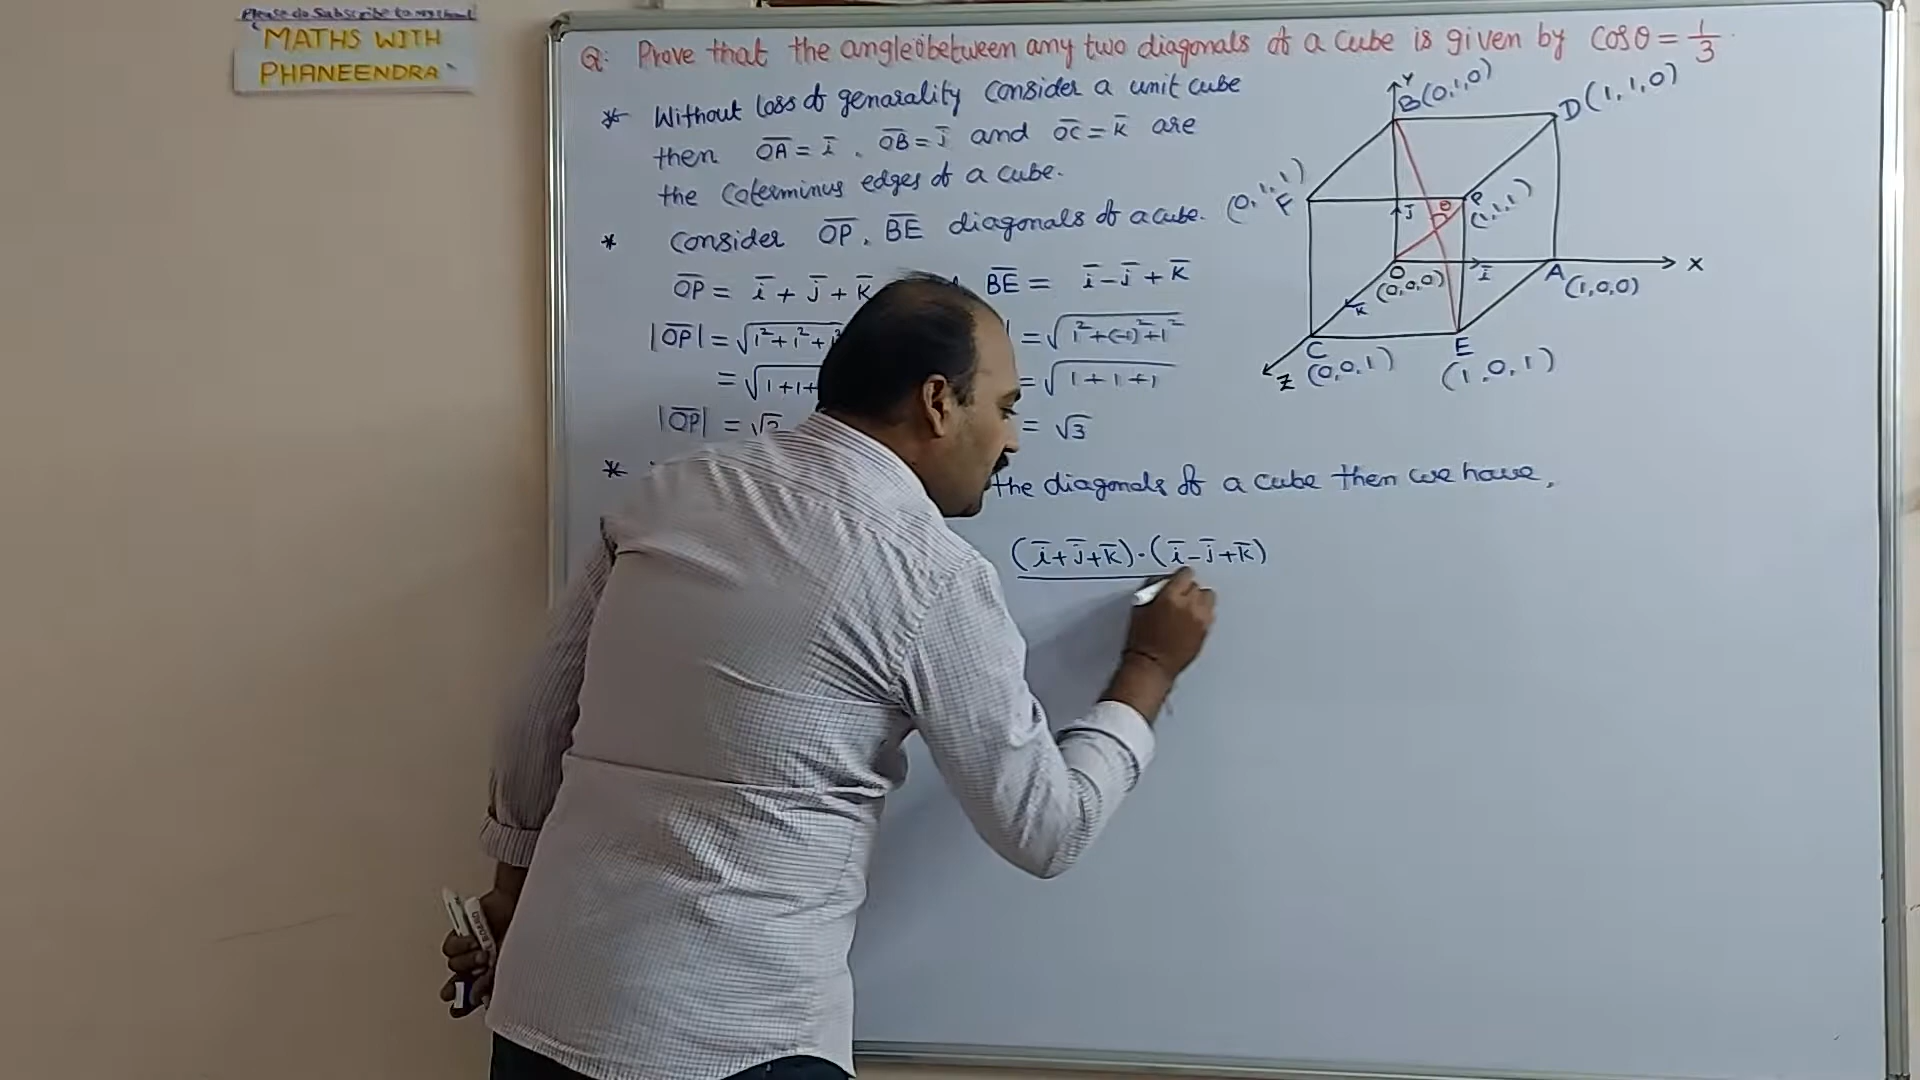 Please do Subscribe to my channel
MATHS WITH
PHANEENDRA
Q: Prove that the angle between any two diagonals of a cube is given by cosθ = 1/3.
* Without loss of genarality consider a unit cube
then OA̅ = i̅, OB̅ = j̅ and OC̅ = k̅ are
the coterminus edges of a cube.
* Consider OP̅, BE̅ diagonals of a cube.
OP̅ = i̅ + j̅ + k̅ BE̅ = i̅ - j̅ + k̅
|OP̅| = √1²+1²+1² | = √1²+(-1)²+1²
= √1+1+ = √1+1+1
|OP̅| = √3 = √3
* the diagonals of a cube then we have,
(i̅+j̅+k̅)·(i̅-j̅+k̅)
Y
B(0,1,0)
D(1,1,0)
(0,1,1)
F
θ
P
(1,1,1)
j̅
O
(0,0,0)
i̅
A
(1,0,0)
X
k̅
C
(0,0,1)
Z
E
(1,0,1)